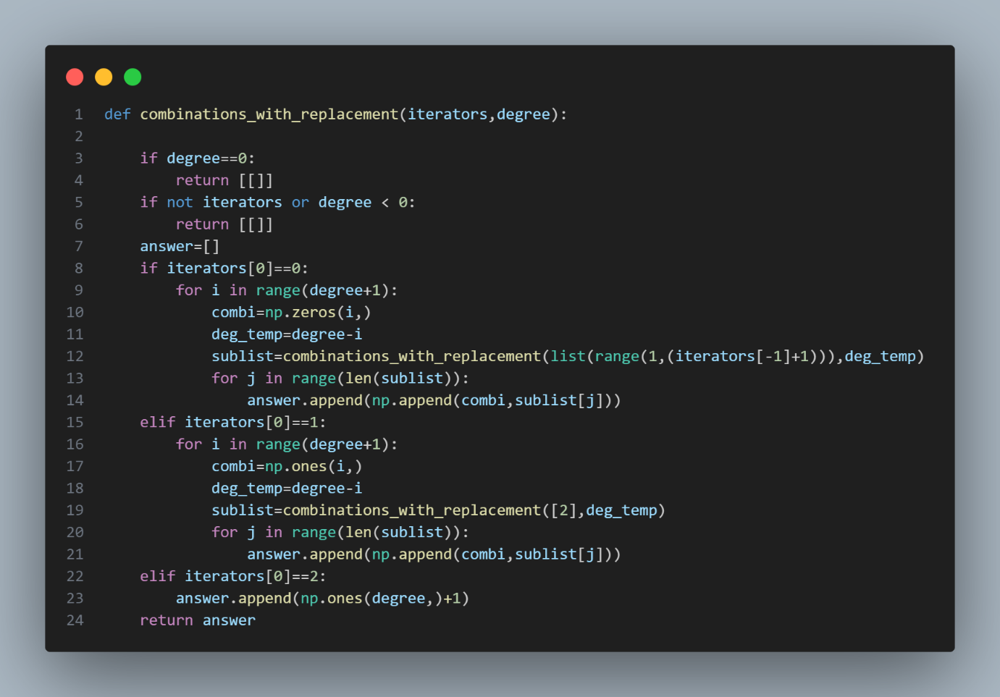 1 def combinations_with_replacement(iterators,degree):
2
3     if degree==0:
4         return [[]]
5     if not iterators or degree < 0:
6         return [[]]
7     answer=[]
8     if iterators[0]==0:
9         for i in range(degree+1):
10             combi=np.zeros(i,)
11             deg_temp=degree-i
12             sublist=combinations_with_replacement(list(range(1,(iterators[-1]+1))),deg_temp)
13             for j in range(len(sublist)):
14                 answer.append(np.append(combi,sublist[j]))
15     elif iterators[0]==1:
16         for i in range(degree+1):
17             combi=np.ones(i,)
18             deg_temp=degree-i
19             sublist=combinations_with_replacement([2],deg_temp)
20             for j in range(len(sublist)):
21                 answer.append(np.append(combi,sublist[j]))
22     elif iterators[0]==2:
23         answer.append(np.ones(degree,)+1)
24     return answer